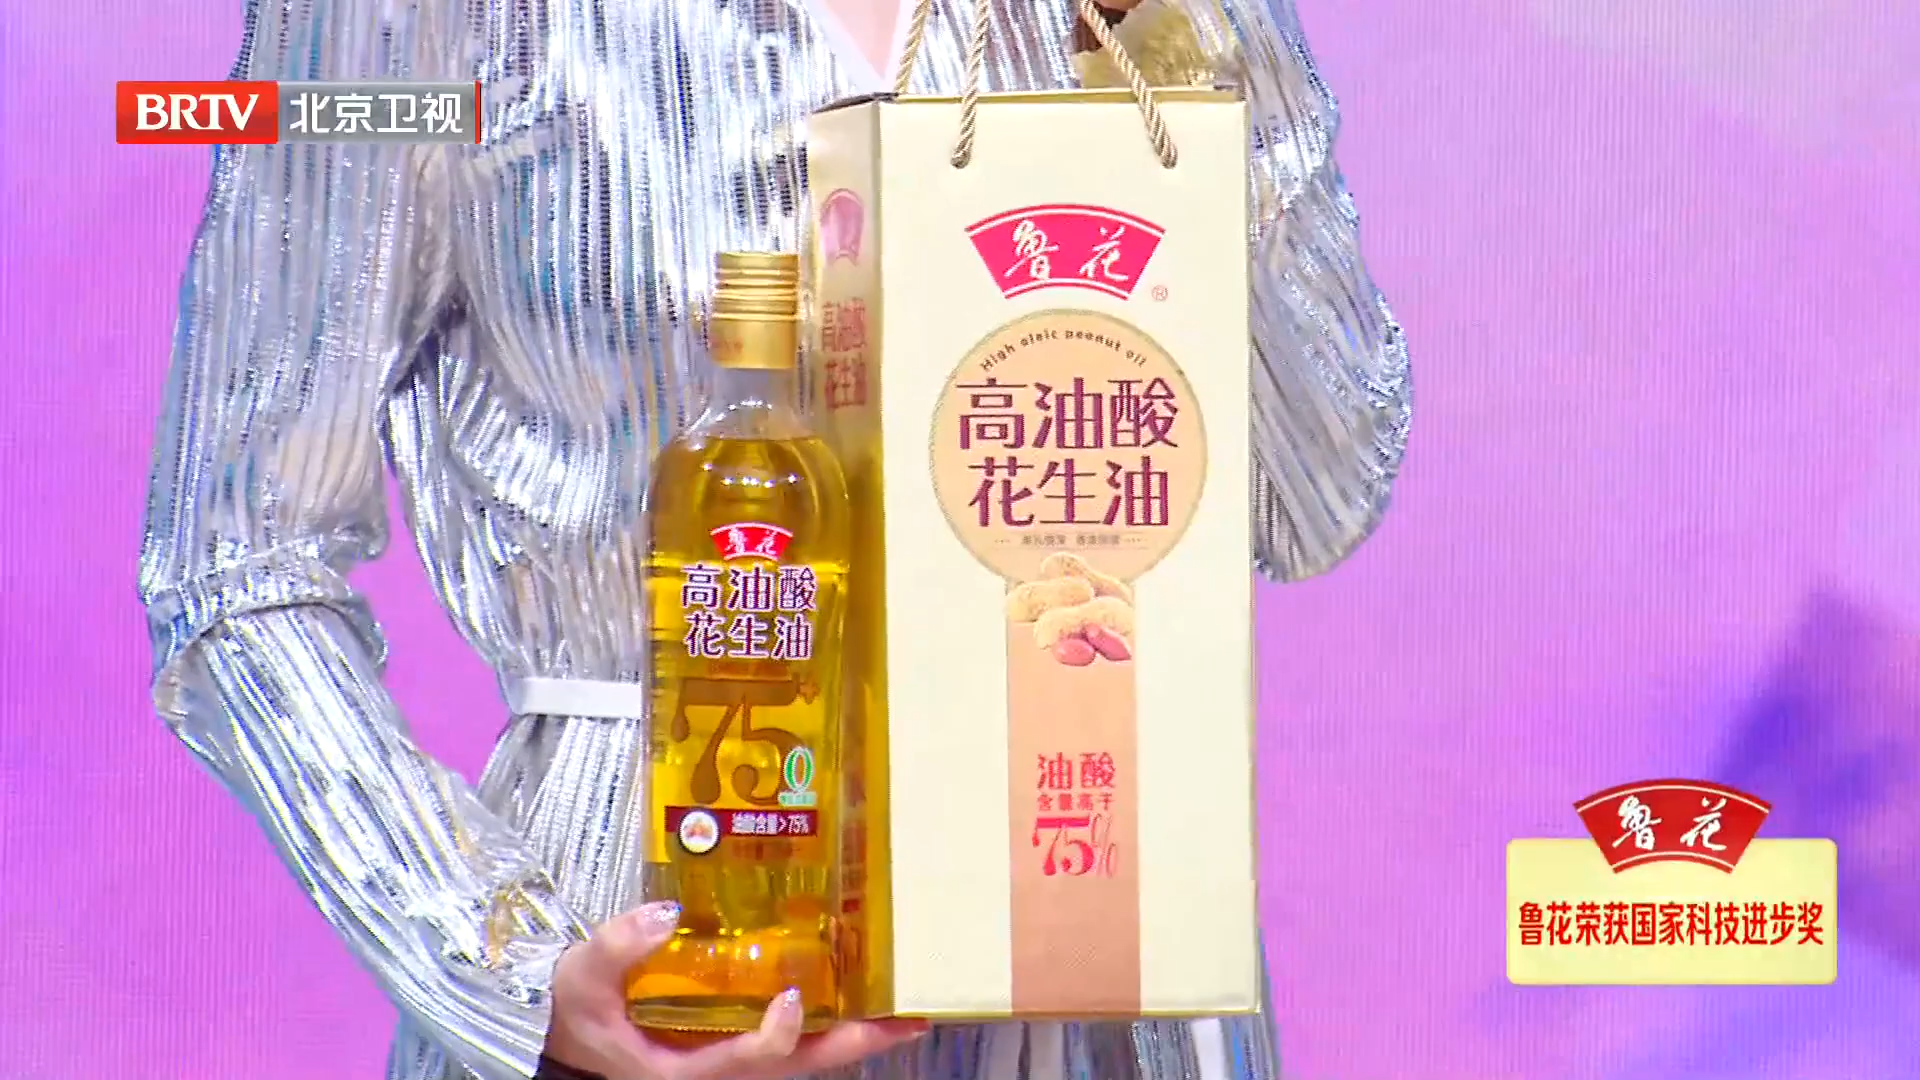 BRTV 北京卫视
鲁花
®
High oleic peanut oil
高油酸
花生油
油酸
含量高于
75%
高油酸
花生油
鲁花
高油酸
花生油
75+
0
油酸含量>75%
鲁花
鲁花荣获国家科技进步奖